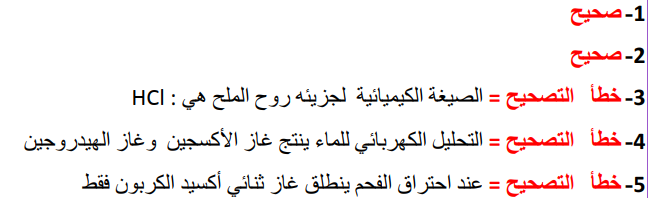 1- صحيح
2- صحيح
3- خطأ التصحيح = الصيغة الكيميائية لجزيئه روح الملح هي : HCl
4- خطأ التصحيح = التحليل الكهربائي للماء ينتج غاز الأكسجين وغاز الهيدروجين
5- خطأ التصحيح = عند احتراق الفحم ينطلق غاز ثنائي أكسيد الكربون فقط